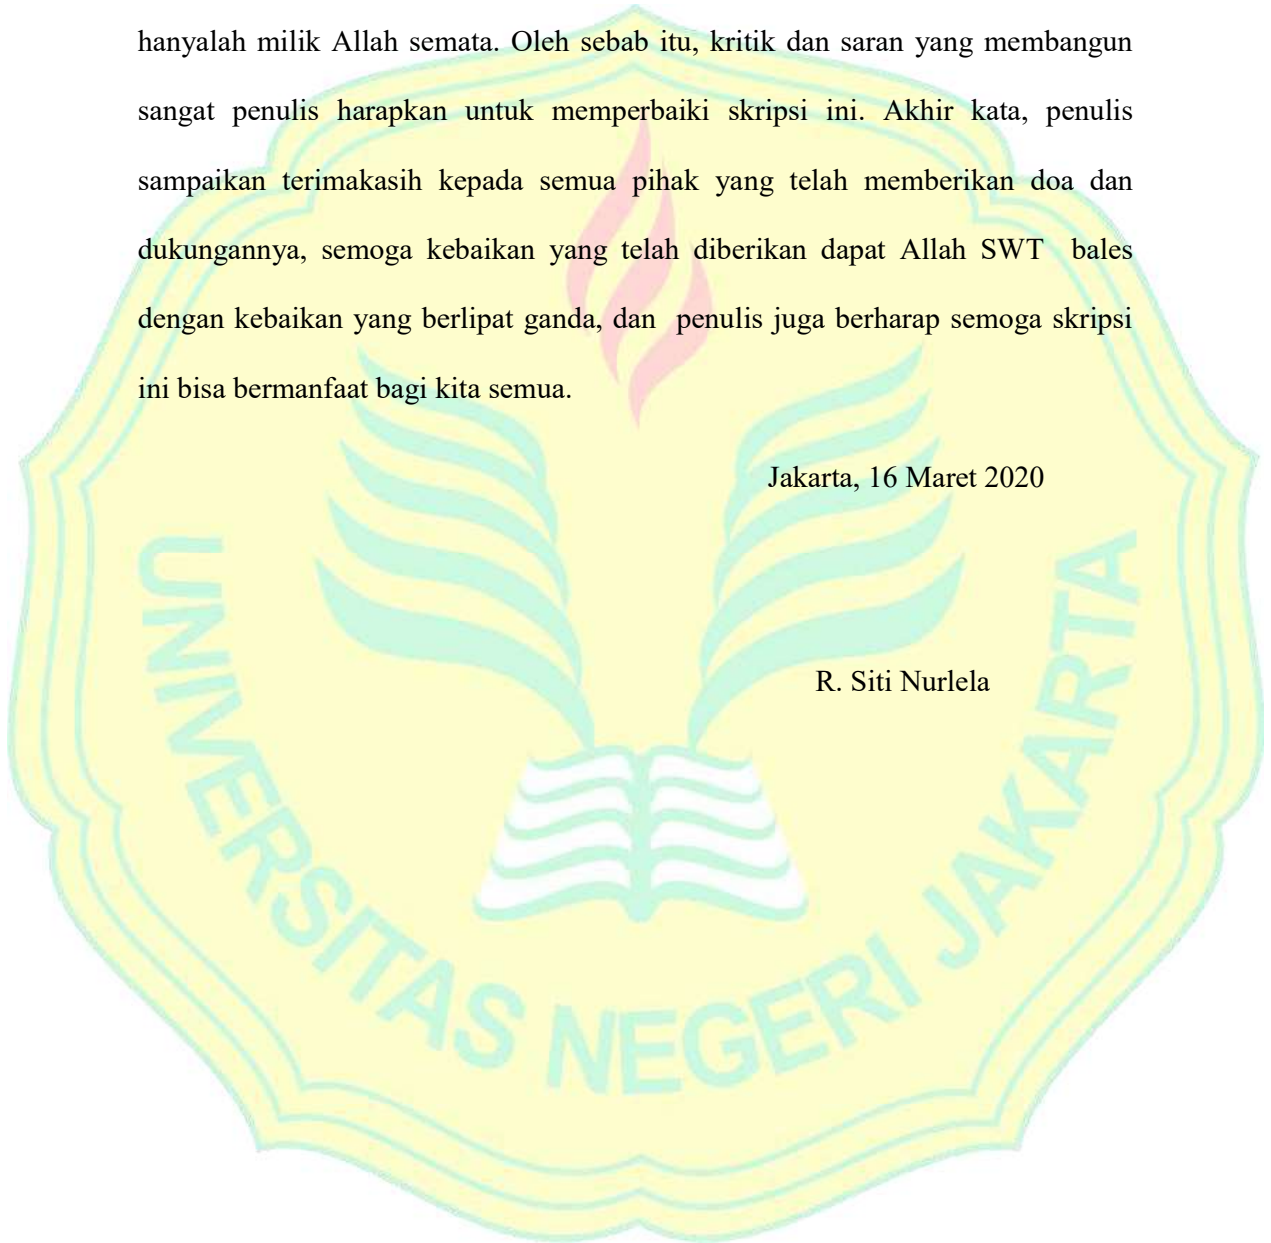 hanyalah milik Allah semata. Oleh sebab itu, kritik dan saran yang membangun
sangat penulis harapkan untuk memperbaiki skripsi ini. Akhir kata, penulis
sampaikan terimakasih kepada semua pihak yang telah memberikan doa dan
dukungannya, semoga kebaikan yang telah diberikan dapat Allah SWT  bales
dengan kebaikan yang berlipat ganda, dan  penulis juga berharap semoga skripsi
ini bisa bermanfaat bagi kita semua.
Jakarta, 16 Maret 2020
R. Siti Nurlela
UNIVERSITAS NEGERI JAKARTA